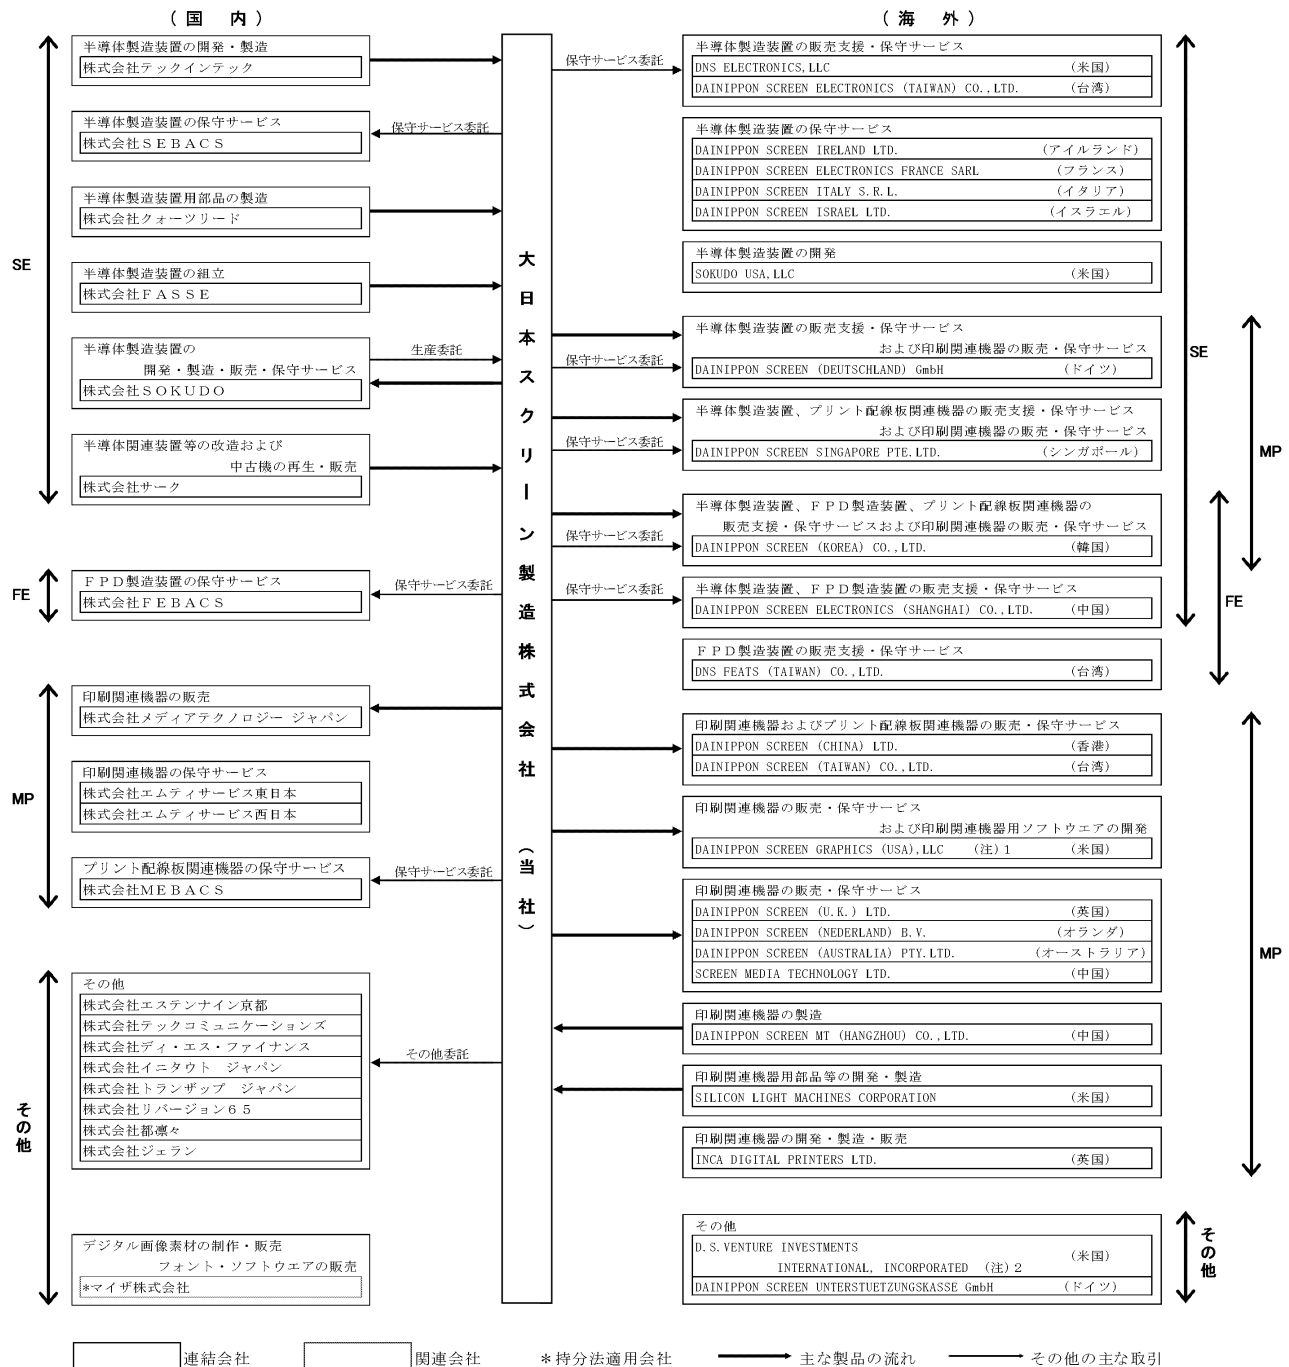 （ 国　内 ）
SE
半導体製造装置の開発・製造
株式会社テックインテック
半導体製造装置の保守サービス
株式会社ＳＥＢＡＣＳ
保守サービス委託
半導体製造装置用部品の製造
株式会社クォーツリード
半導体製造装置の組立
株式会社ＦＡＳＳＥ
半導体製造装置の
開発・製造・販売・保守サービス
株式会社ＳＯＫＵＤＯ
生産委託
半導体関連装置等の改造および
中古機の再生・販売
株式会社サーク
FE
ＦＰＤ製造装置の保守サービス
株式会社ＦＥＢＡＣＳ
保守サービス委託
MP
印刷関連機器の販売
株式会社メディアテクノロジー ジャパン
印刷関連機器の保守サービス
株式会社エムティサービス東日本
株式会社エムティサービス西日本
プリント配線板関連機器の保守サービス
株式会社ＭＥＢＡＣＳ
保守サービス委託
その他
その他
株式会社エステンナイン京都
株式会社テックコミュニケーションズ
株式会社ディ・エス・ファイナンス
株式会社イニタウト　ジャパン
株式会社トランザップ　ジャパン
株式会社リバージョン６５
株式会社都凛々
株式会社ジェラン
その他委託
デジタル画像素材の制作・販売
フォント・ソフトウエアの販売
*マイザ株式会社
大日本スクリーン製造株式会社（当社）
（ 海　外 ）
保守サービス委託
半導体製造装置の販売支援・保守サービス
DNS ELECTRONICS,LLC （米国）
DAINIPPON SCREEN ELECTRONICS (TAIWAN) CO.,LTD. （台湾）
半導体製造装置の保守サービス
DAINIPPON SCREEN IRELAND LTD. （アイルランド）
DAINIPPON SCREEN ELECTRONICS FRANCE SARL （フランス）
DAINIPPON SCREEN ITALY S.R.L. （イタリア）
DAINIPPON SCREEN ISRAEL LTD. （イスラエル）
半導体製造装置の開発
SOKUDO USA,LLC （米国）
半導体製造装置の販売支援・保守サービス
および印刷関連機器の販売・保守サービス
保守サービス委託
DAINIPPON SCREEN (DEUTSCHLAND) GmbH （ドイツ）
SE
半導体製造装置、プリント配線板関連機器の販売支援・保守サービス
および印刷関連機器の販売・保守サービス
保守サービス委託
DAINIPPON SCREEN SINGAPORE PTE.LTD. （シンガポール）
MP
半導体製造装置、ＦＰＤ製造装置、プリント配線板関連機器の
販売支援・保守サービスおよび印刷関連機器の販売・保守サービス
保守サービス委託
DAINIPPON SCREEN (KOREA) CO.,LTD. （韓国）
保守サービス委託
半導体製造装置、ＦＰＤ製造装置の販売支援・保守サービス
DAINIPPON SCREEN ELECTRONICS (SHANGHAI) CO.,LTD. （中国）
FE
ＦＰＤ製造装置の販売支援・保守サービス
DNS FEATS (TAIWAN) CO.,LTD. （台湾）
印刷関連機器およびプリント配線板関連機器の販売・保守サービス
DAINIPPON SCREEN (CHINA) LTD. （香港）
DAINIPPON SCREEN (TAIWAN) CO.,LTD. （台湾）
印刷関連機器の販売・保守サービス
および印刷関連機器用ソフトウエアの開発
DAINIPPON SCREEN GRAPHICS (USA),LLC （注）１ （米国）
印刷関連機器の販売・保守サービス
DAINIPPON SCREEN (U.K.) LTD. （英国）
DAINIPPON SCREEN (NEDERLAND) B.V. （オランダ）
DAINIPPON SCREEN (AUSTRALIA) PTY.LTD. （オーストラリア）
SCREEN MEDIA TECHNOLOGY LTD. （中国）
MP
印刷関連機器の製造
DAINIPPON SCREEN MT (HANGZHOU) CO.,LTD. （中国）
印刷関連機器用部品等の開発・製造
SILICON LIGHT MACHINES CORPORATION （米国）
印刷関連機器の開発・製造・販売
INCA DIGITAL PRINTERS LTD. （英国）
その他
D.S.VENTURE INVESTMENTS
INTERNATIONAL, INCORPORATED （注）２ （米国）
DAINIPPON SCREEN UNTERSTUETZUNGSKASSE GmbH （ドイツ）
その他
連結会社　関連会社　＊持分法適用会社　主な製品の流れ　その他の主な取引